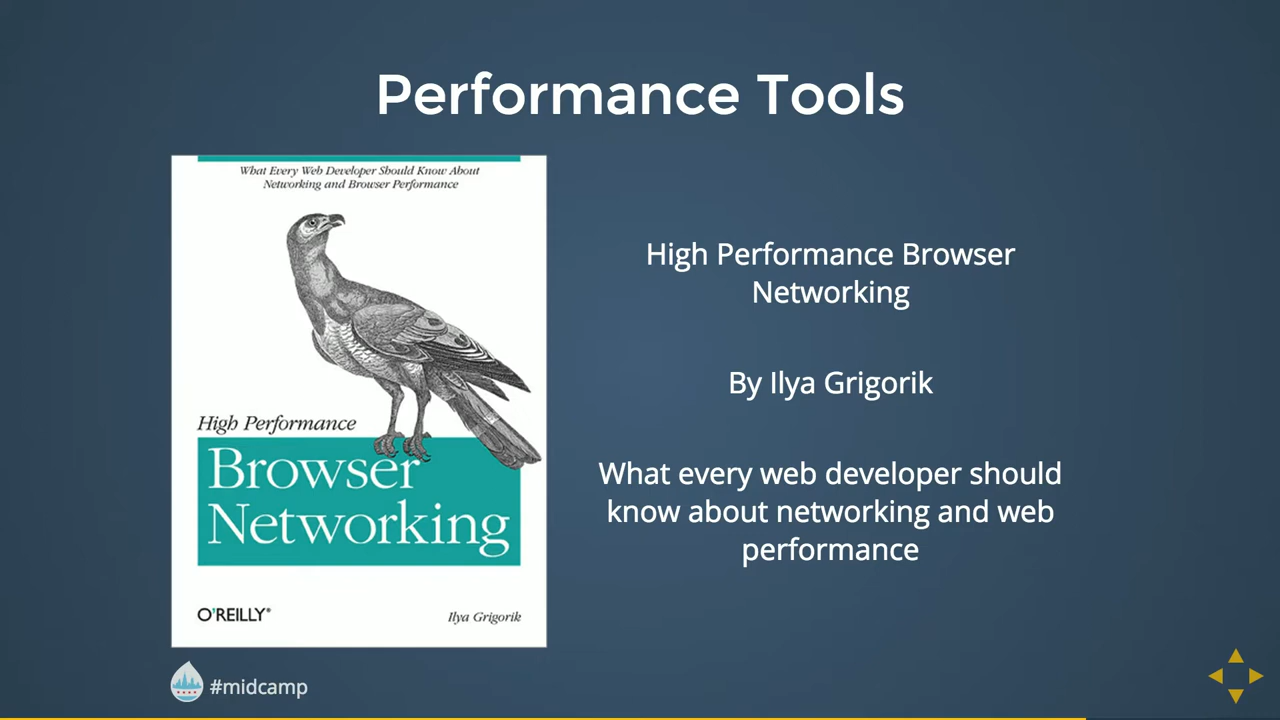 Performance Tools
What Every Web Developer Should Know About
Networking and Browser Performance
High Performance
Browser
Networking
O'REILLY®
Ilya Grigorik
High Performance Browser
Networking
By Ilya Grigorik
What every web developer should
know about networking and web
performance
#midcamp